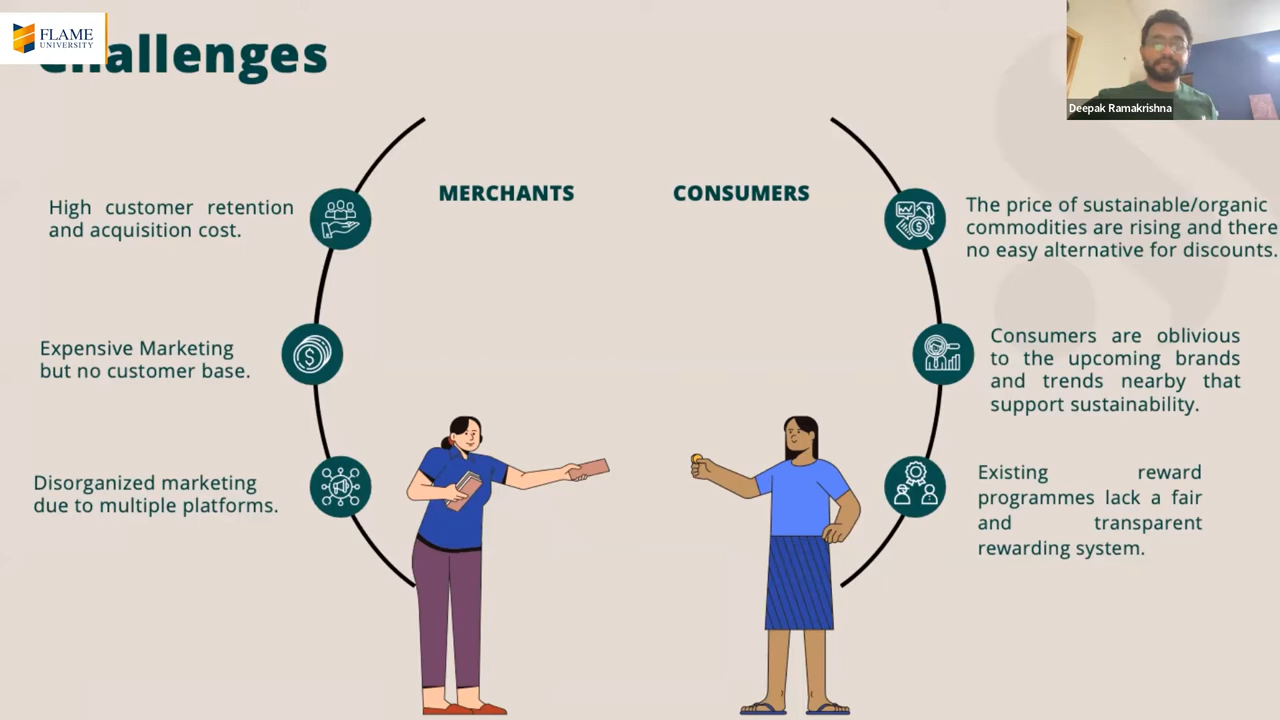 FLAME
UNIVERSITY
Challenges
Deepak Ramakrishna
MERCHANTS
CONSUMERS
High customer retention
and acquisition cost.
Expensive Marketing
but no customer base.
Disorganized marketing
due to multiple platforms.
The price of sustainable/organic
commodities are rising and there
no easy alternative for discounts.
Consumers are oblivious
to the upcoming brands
and trends nearby that
support sustainability.
Existing reward
programmes lack a fair
and transparent
rewarding system.